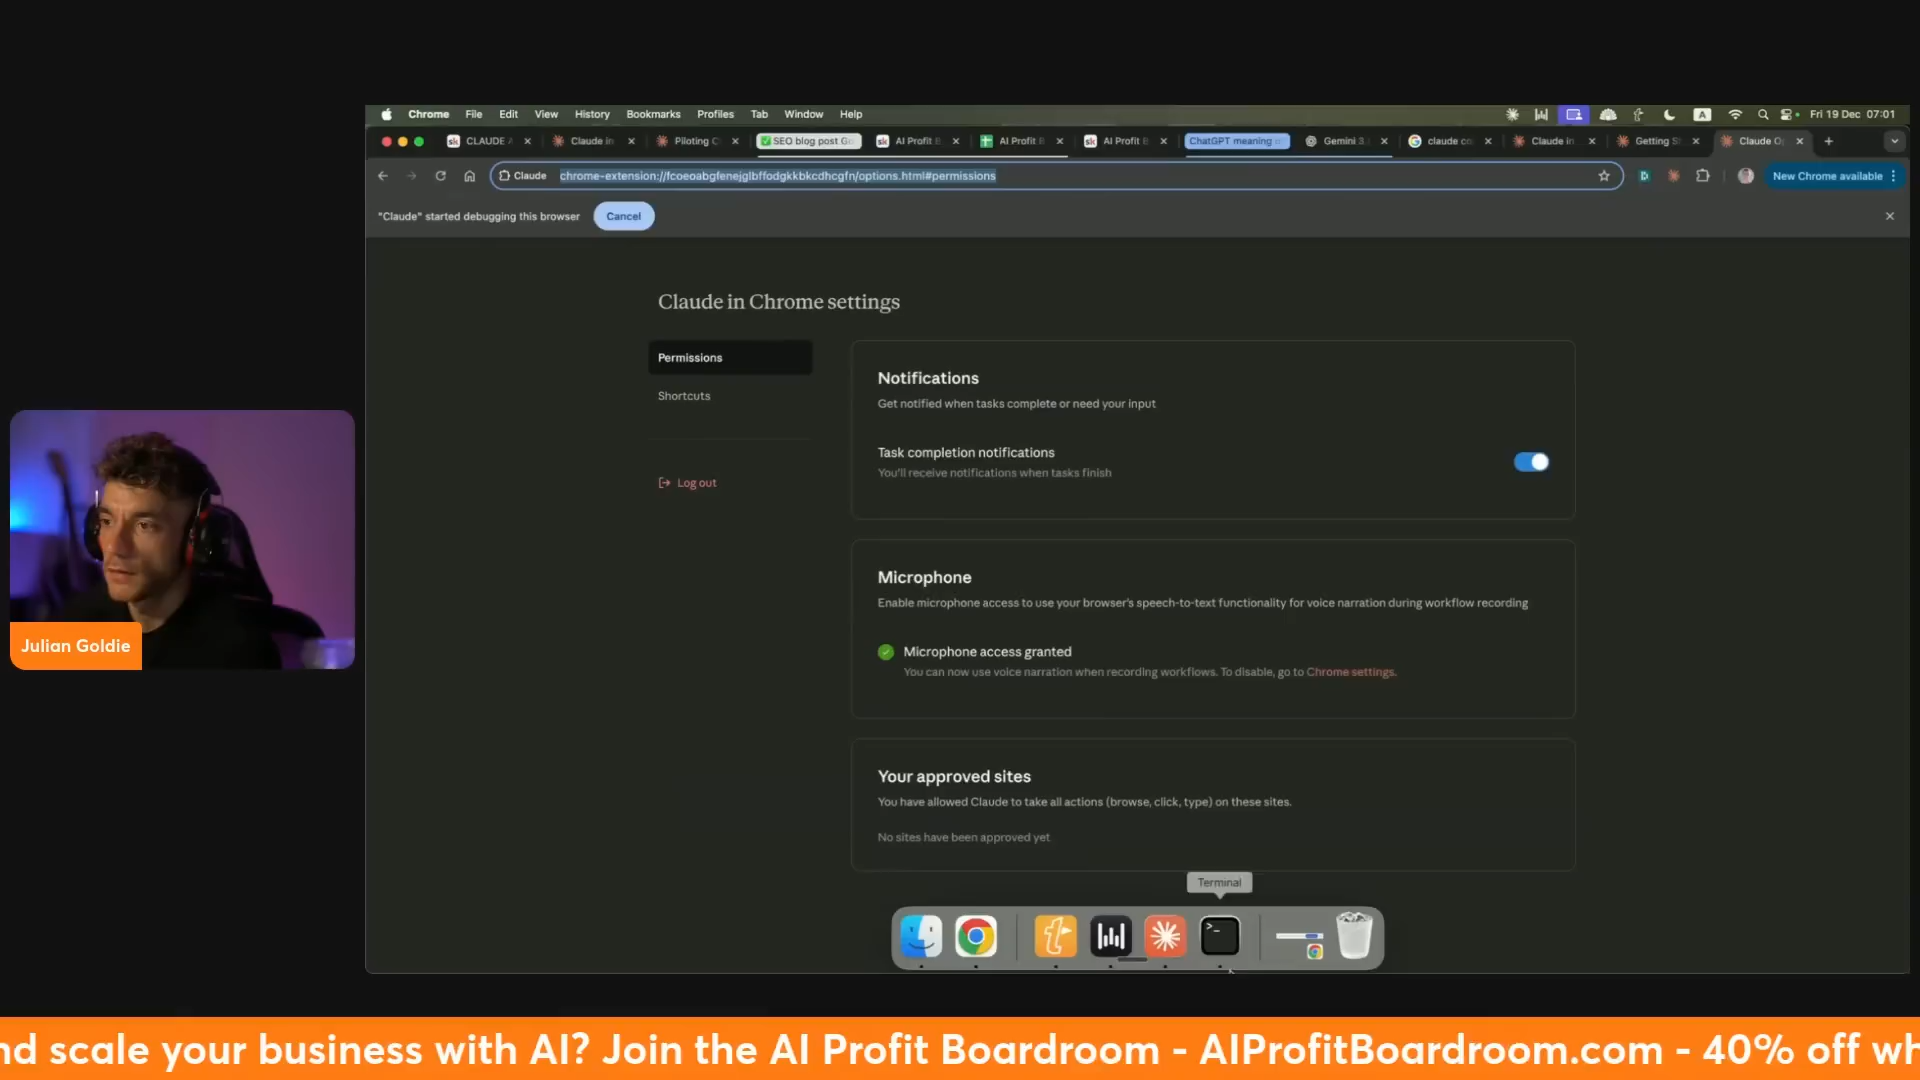 Chrome File Edit View History Bookmarks Profiles Tab Window Help
A
Fri 19 Dec 07:01
sk CLAUDE
Claude in
Piloting
SEO blog post
sk AI Profit
AI Profit
sk AI Profit
ChatGPT meaning
Gemini 3
claude
Claude in
Getting
Claude
Claude
chrome-extension://fcoeoabgfenejglbffodgkkbkcdhcgfn/options.html#permissions
New Chrome available
"Claude" started debugging this browser
Cancel
Claude in Chrome settings
Permissions
Shortcuts
Log out
Notifications
Get notified when tasks complete or need your input
Task completion notifications
You'll receive notifications when tasks finish
Microphone
Enable microphone access to use your browser's speech-to-text functionality for voice narration during workflow recording
Microphone access granted
You can now use voice narration when recording workflows. To disable, go to Chrome settings.
Your approved sites
You have allowed Claude to take all actions (browse, click, type) on these sites.
No sites have been approved yet
Terminal
Julian Goldie
nd scale your business with AI? Join the AI Profit Boardroom - AIProfitBoardroom.com - 40% off wh